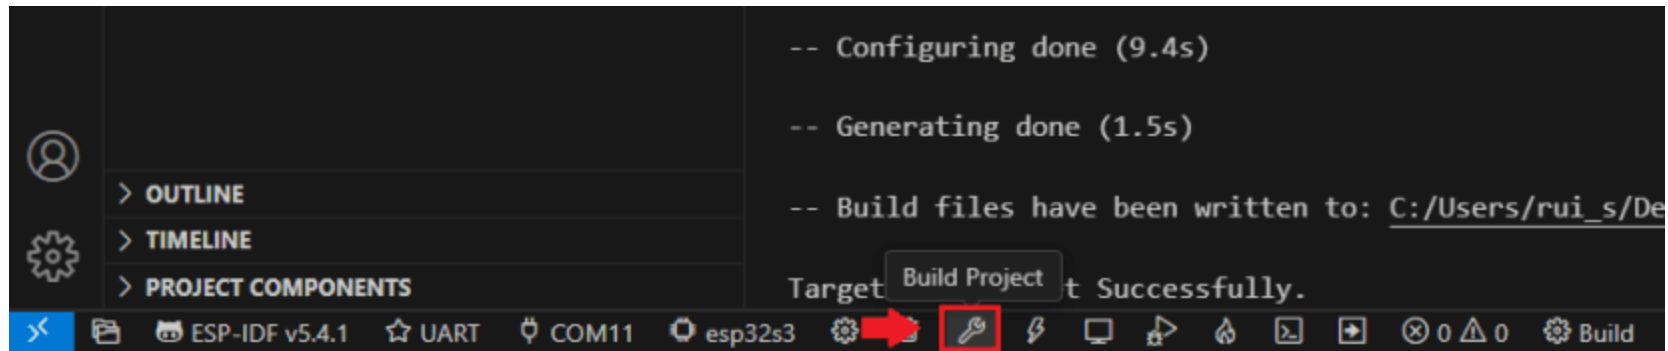 -- Configuring done (9.4s)
-- Generating done (1.5s)
OUTLINE
-- Build files have been written to: C:/Users/rui_s/De
TIMELINE
Build Project
PROJECT COMPONENTS
Target t Successfully.
ESP-IDF v5.4.1 UART COM11 esp32s3 0 0 Build